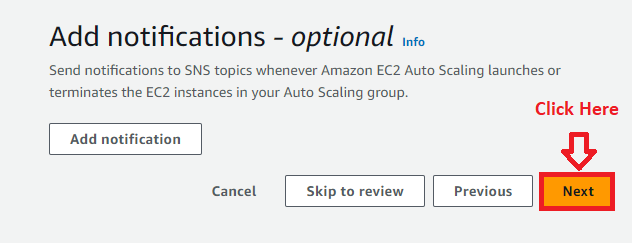 Add notifications - optional Info
Send notifications to SNS topics whenever Amazon EC2 Auto Scaling launches or
terminates the EC2 instances in your Auto Scaling group.
Click Here
Add notification
Cancel Skip to review Previous Next